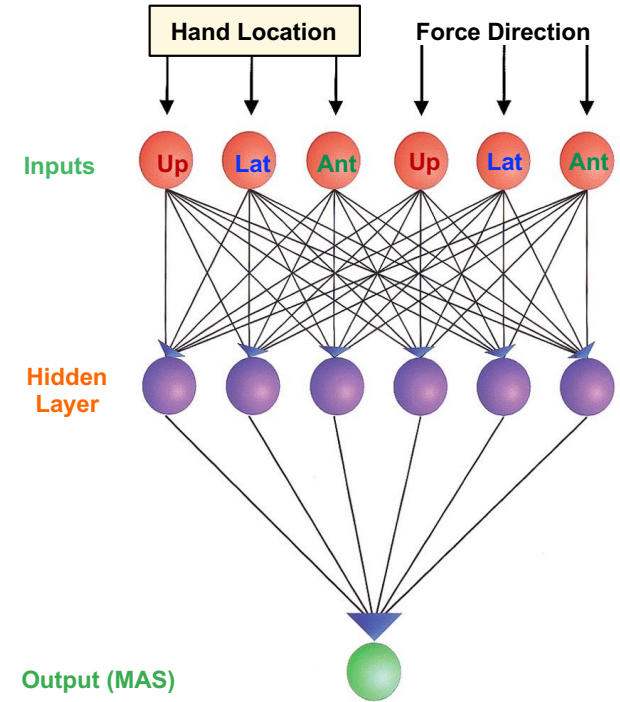 Hand Location
Force Direction
Inputs
Up
Lat
Ant
Up
Lat
Ant
Hidden
Layer
Output (MAS)